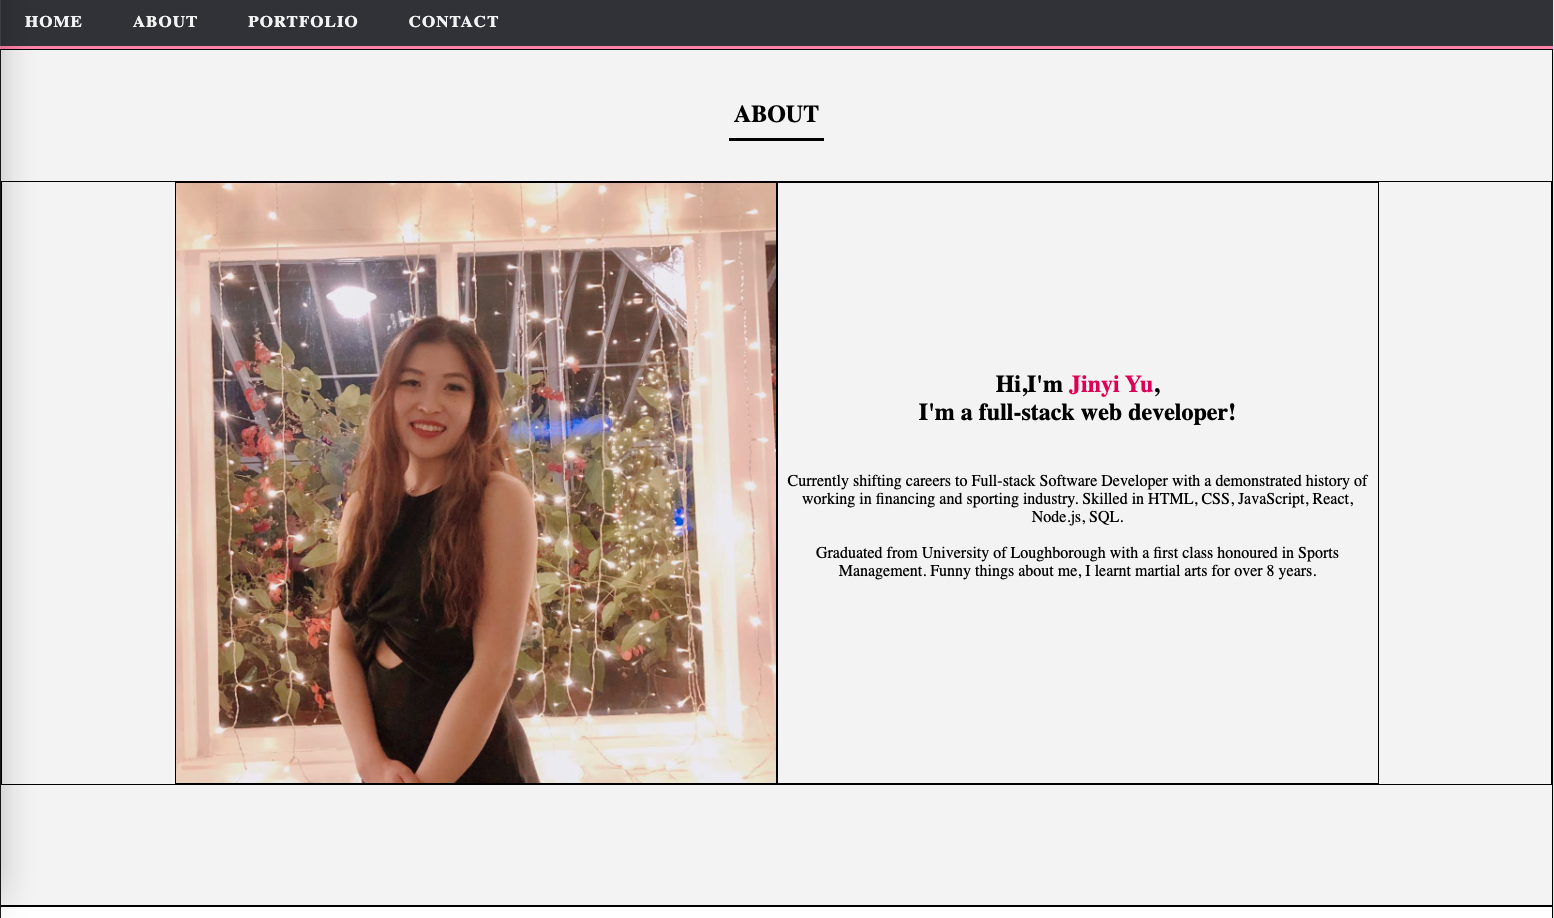 HOME ABOUT PORTFOLIO CONTACT
ABOUT
Hi,I'm Jinyi Yu,
I'm a full-stack web developer!
Currently shifting careers to Full-stack Software Developer with a demonstrated history of
working in financing and sporting industry. Skilled in HTML, CSS, JavaScript, React,
Node.js, SQL.
Graduated from University of Loughborough with a first class honoured in Sports
Management. Funny things about me, I learnt martial arts for over 8 years.